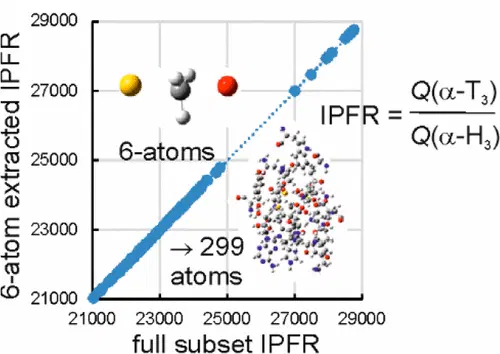 29000
27000
25000
23000
21000
6-atom extracted IPFR
6-atoms
→ 299
atoms
IPFR = Q(α-T₃)
Q(α-H₃)
21000 23000 25000 27000 29000
full subset IPFR